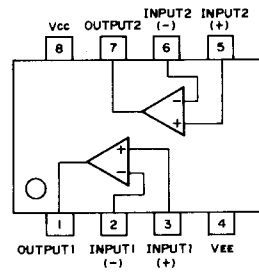 Vcc OUTPUT2 INPUT2 (-) INPUT2 (+)
8 7 6 5
-
+
+
-
1 2 3 4
OUTPUT1 INPUT1 (-) INPUT1 (+) VEE